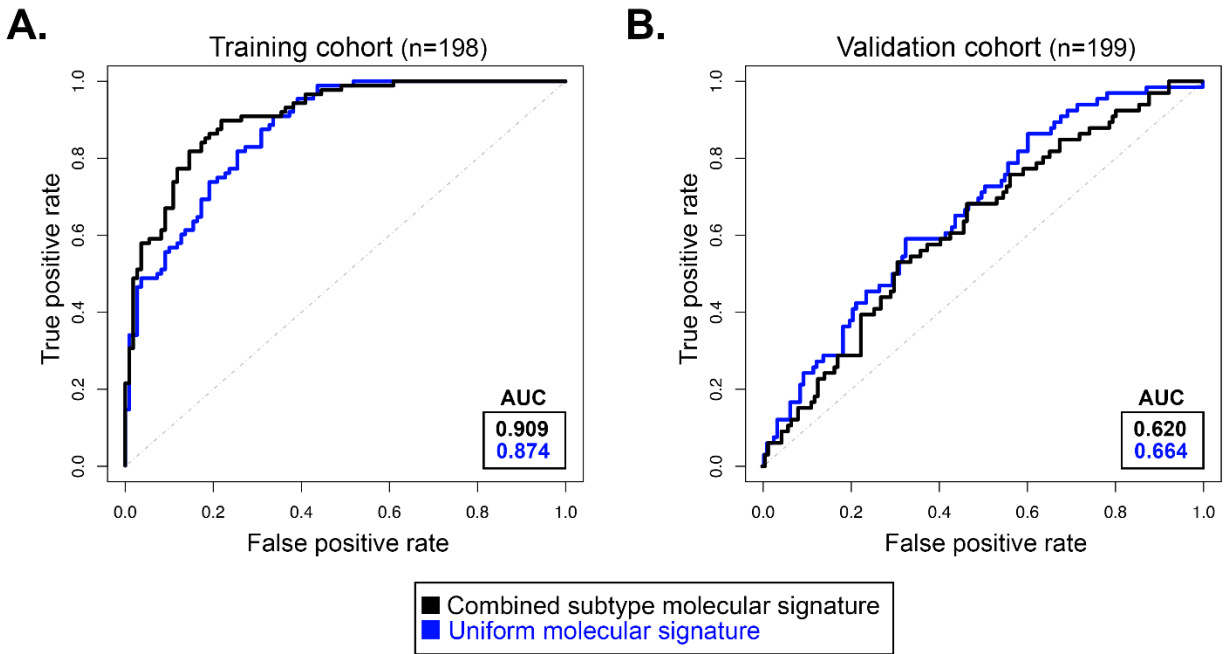 A.
Training cohort (n=198)
True positive rate
1.0
0.8
0.6
0.4
0.2
0.0
AUC
0.909
0.874
0.0 0.2 0.4 0.6 0.8 1.0
False positive rate
B.
Validation cohort (n=199)
True positive rate
1.0
0.8
0.6
0.4
0.2
0.0
AUC
0.620
0.664
0.0 0.2 0.4 0.6 0.8 1.0
False positive rate
Combined subtype molecular signature
Uniform molecular signature